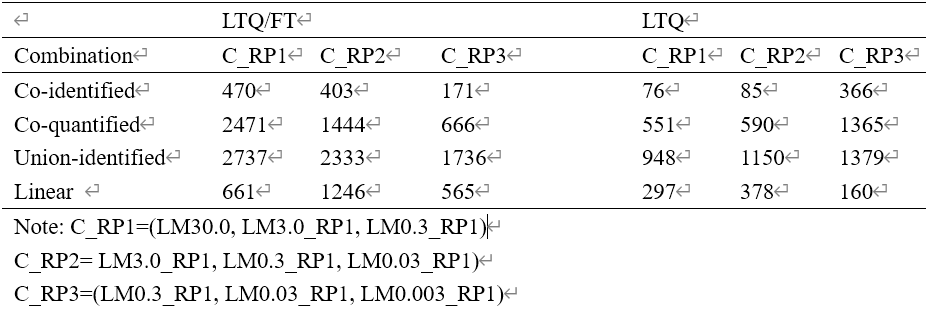 LTQ/FT LTQ
Combination C_RP1 C_RP2 C_RP3 C_RP1 C_RP2 C_RP3
Co-identified 470 403 171 76 85 366
Co-quantified 2471 1444 666 551 590 1365
Union-identified 2737 2333 1736 948 1150 1379
Linear 661 1246 565 297 378 160
Note: C_RP1=(LM30.0, LM3.0_RP1, LM0.3_RP1)
C_RP2= LM3.0_RP1, LM0.3_RP1, LM0.03_RP1)
C_RP3=(LM0.3_RP1, LM0.03_RP1, LM0.003_RP1)